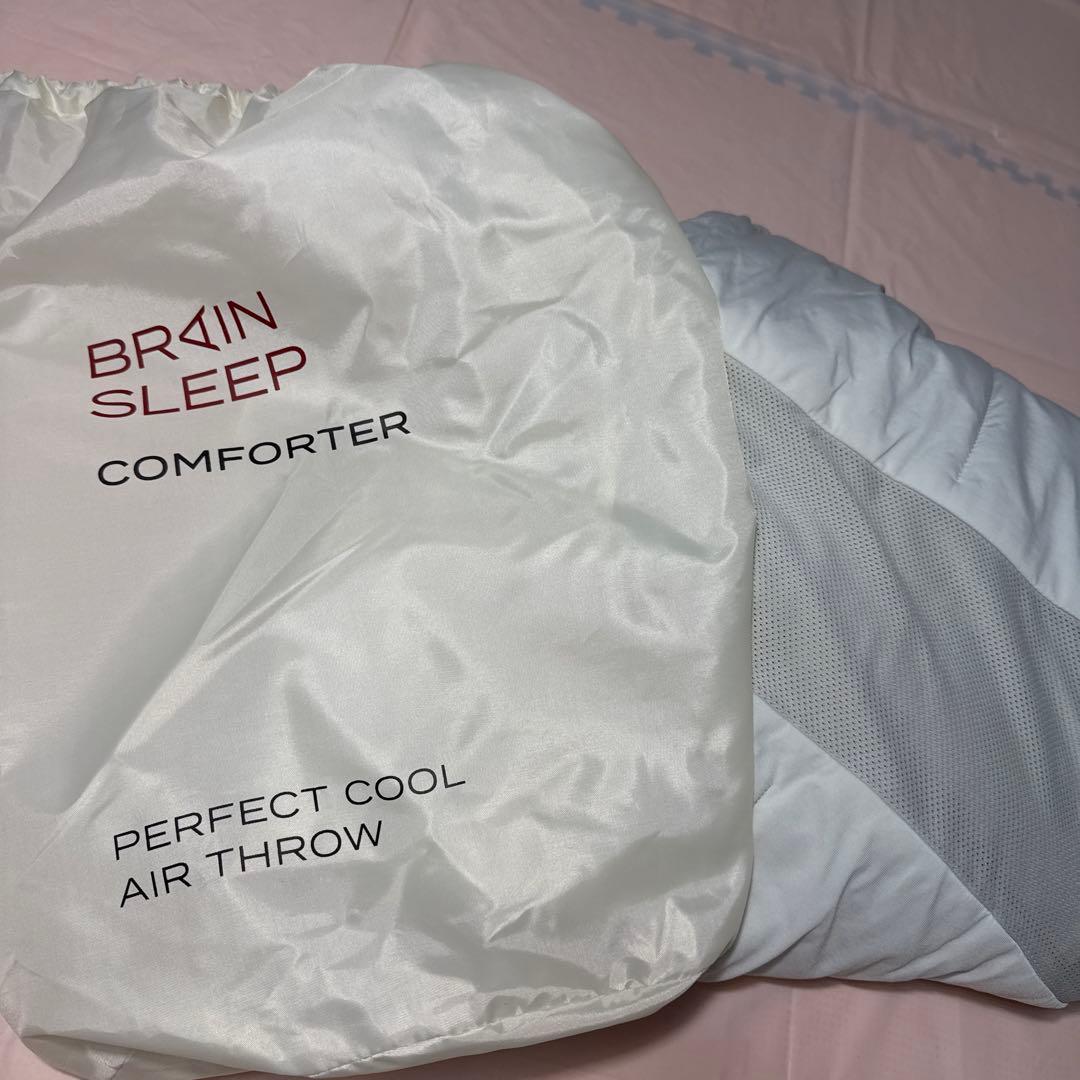 BRAIN
SLEEP
COMFORTER
PERFECT COOL
AIR THROW